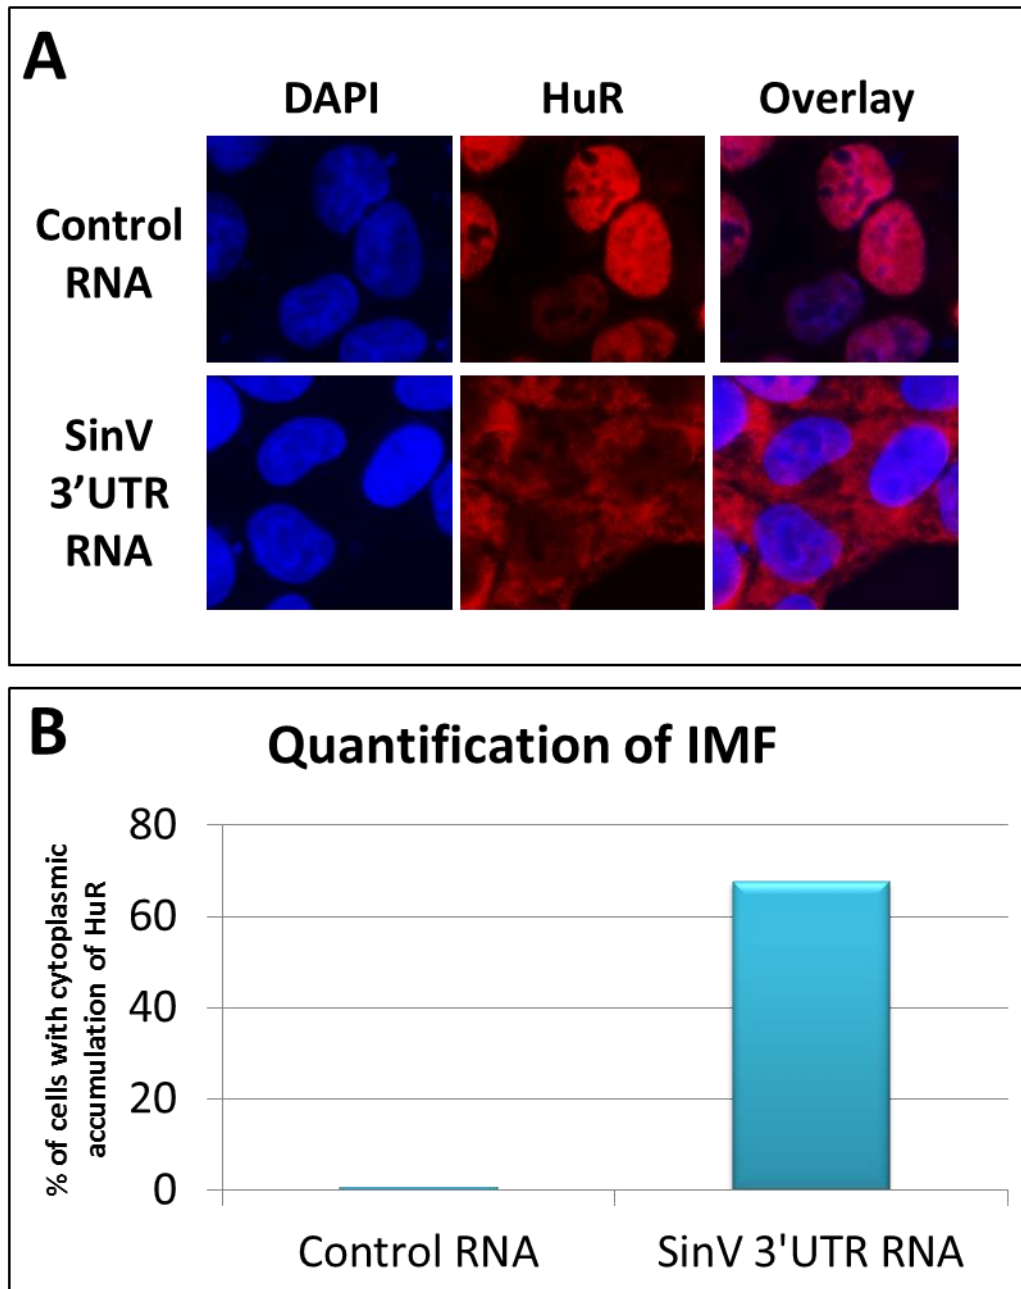 A
DAPI
HuR
Overlay
Control
RNA
SinV
3’UTR
RNA
B
Quantification of IMF
% of cells with cytoplasmic
accumulation of HuR
80
60
40
20
0
Control RNA
SinV 3'UTR RNA